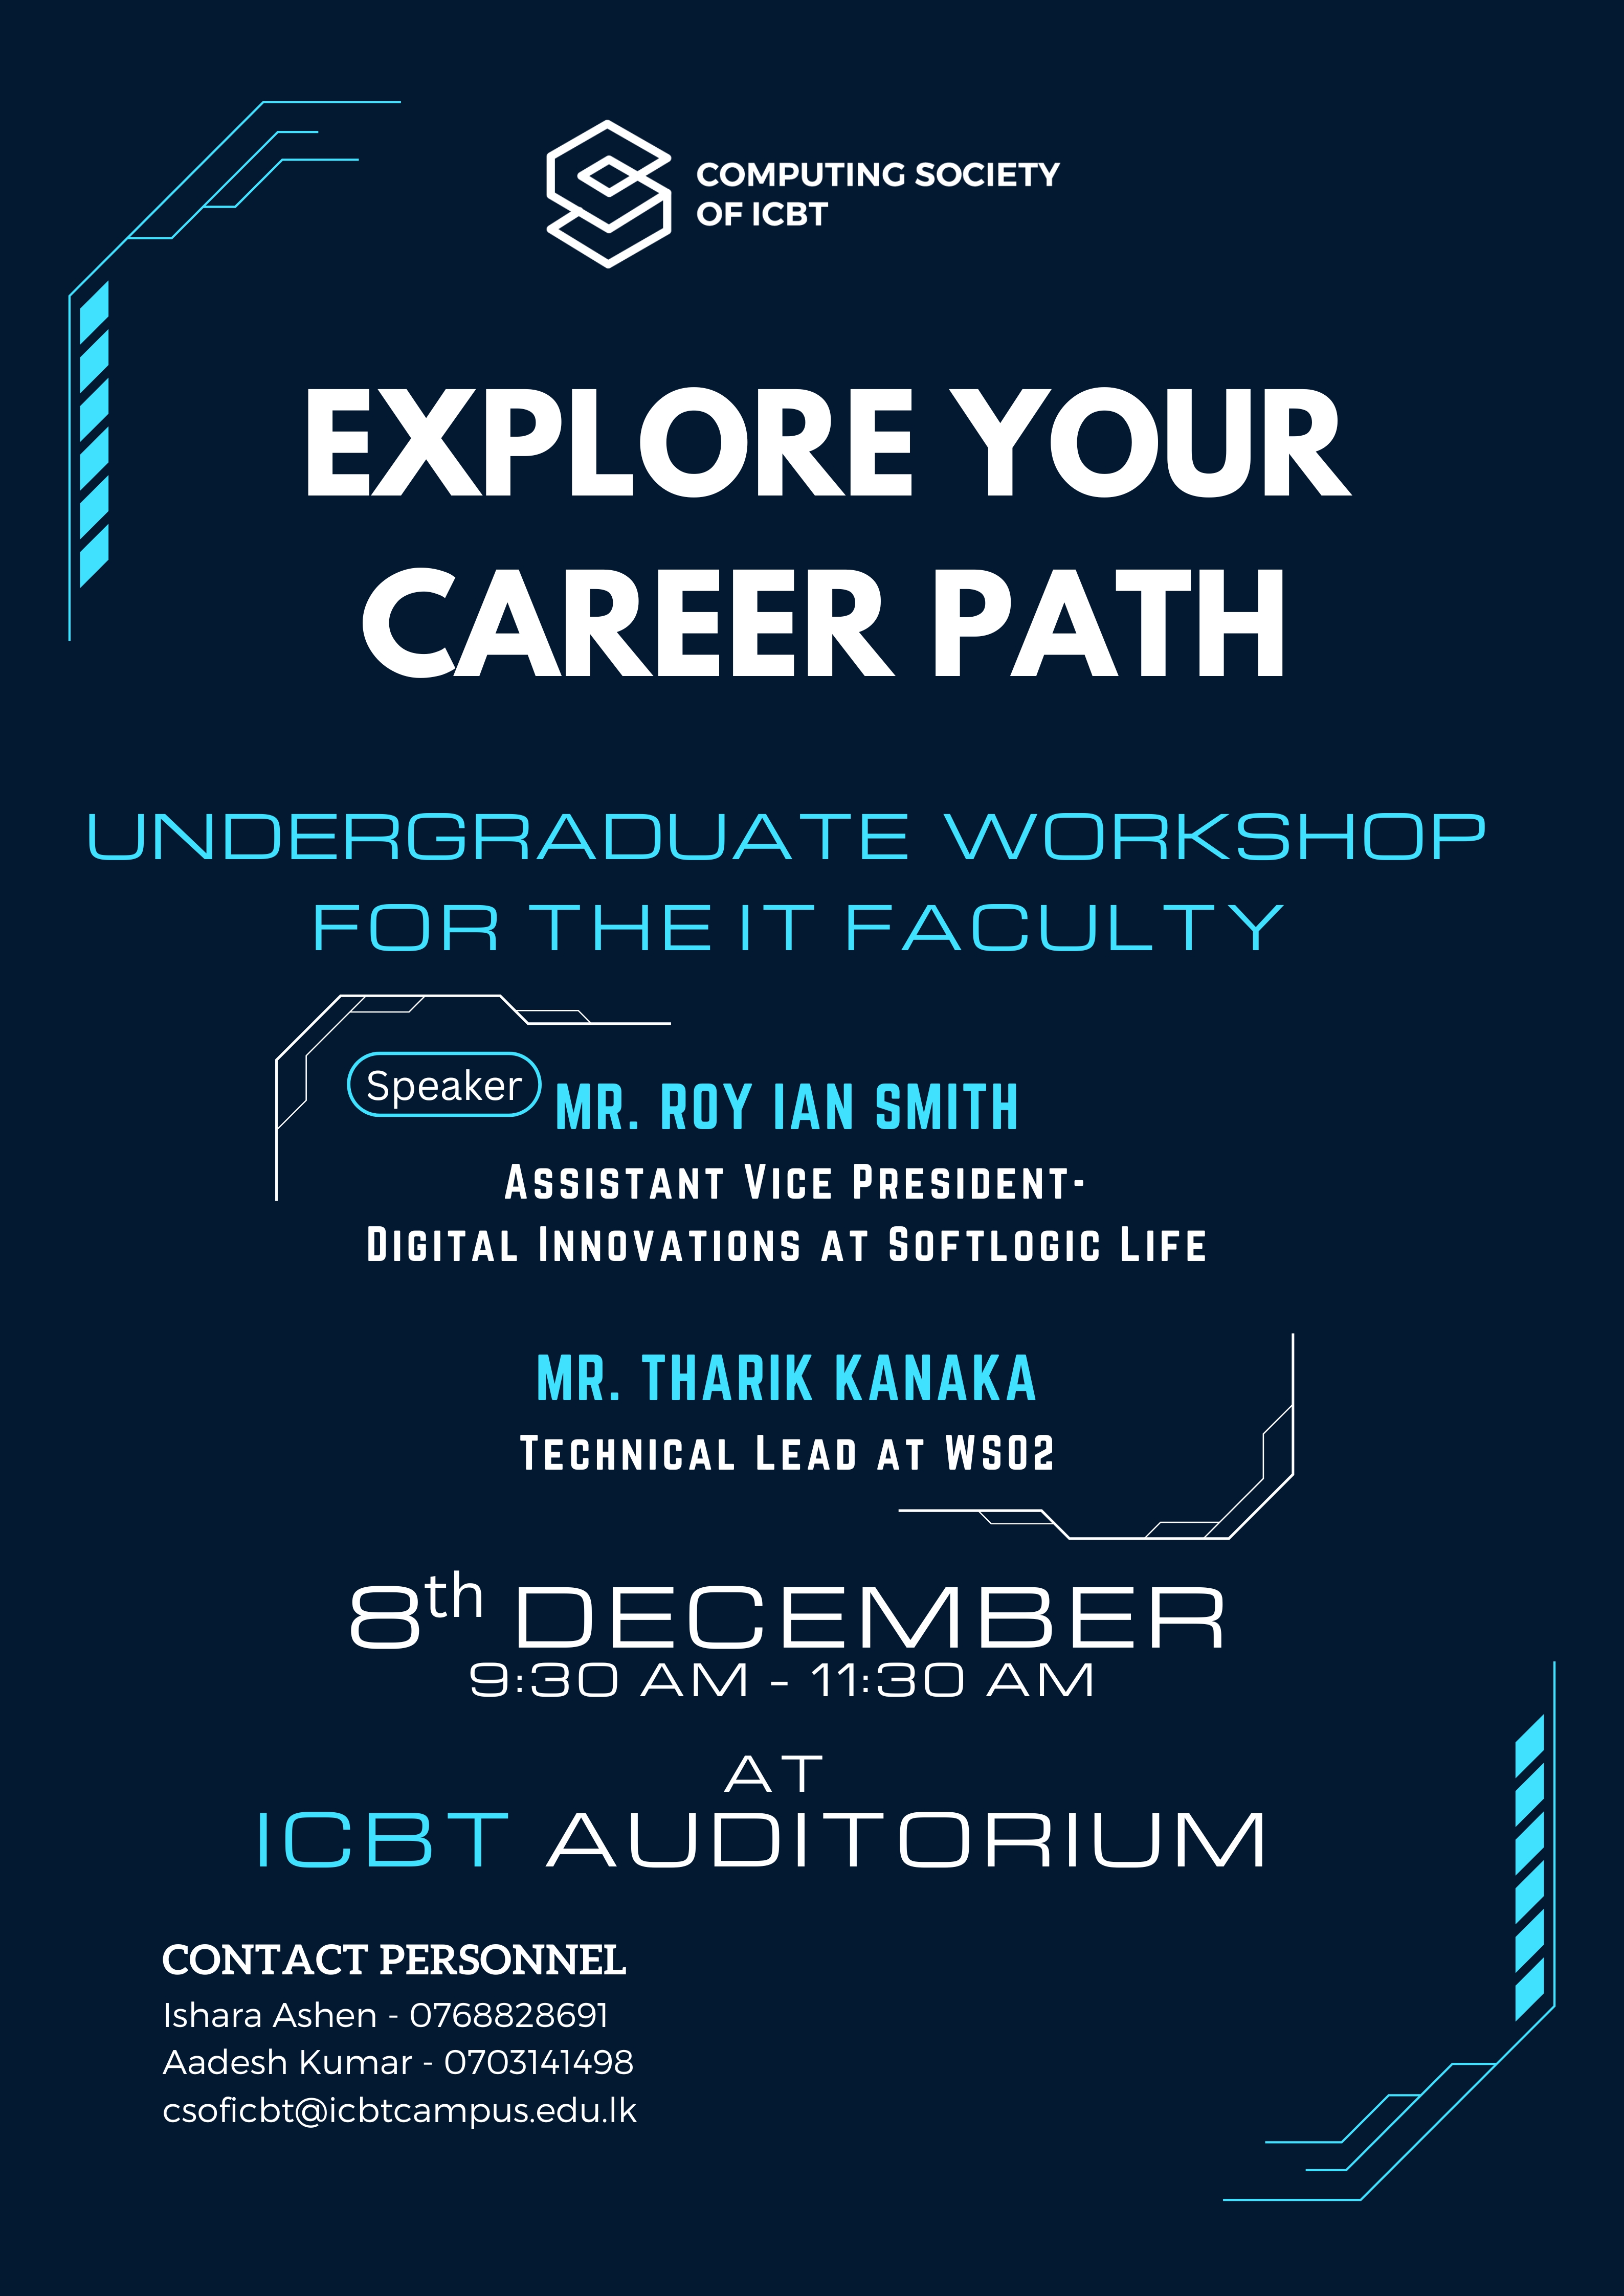 COMPUTING SOCIETY
OF ICBT
EXPLORE YOUR
CAREER PATH
UNDERGRADUATE WORKSHOP
FOR THE IT FACULTY
Speaker
MR. ROY IAN SMITH
Assistant Vice President-
Digital Innovations at Softlogic Life
MR. THARIK KANAKA
Technical Lead at WSO2
8th DECEMBER
9:30 AM - 11:30 AM
AT
ICBT AUDITORIUM
CONTACT PERSONNEL
Ishara Ashen - 0768828691
Aadesh Kumar - 0703141498
csoficbt@icbtcampus.edu.lk